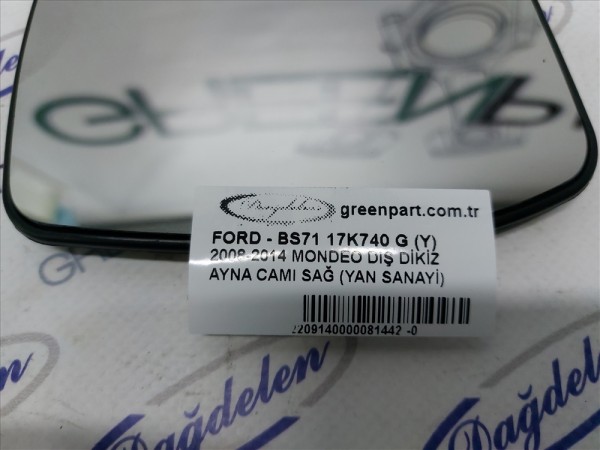 Dağdelen greenpart.com.tr
FORD - BS71 17K740 G (Y)
2008-2014 MONDEO DIŞ DİKİZ
AYNA CAMI SAĞ (YAN SANAYİ)
2209140000081442 -0
Dağdelen